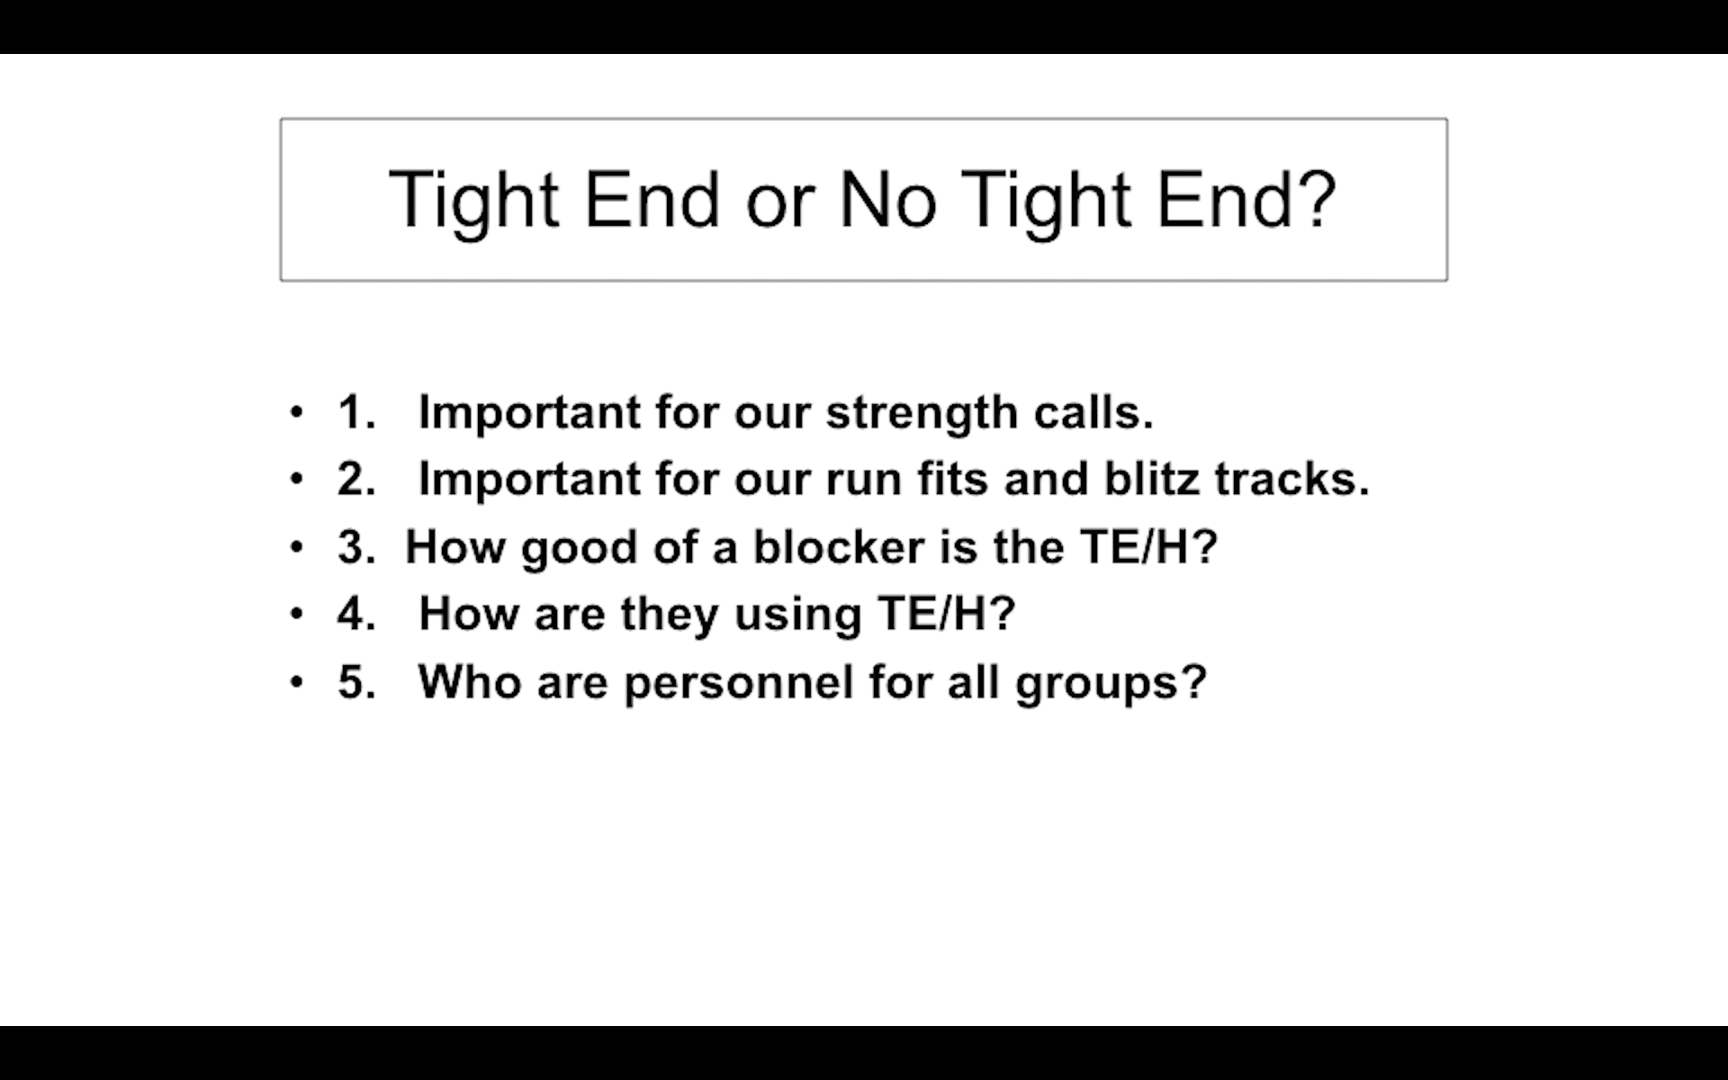 Tight End or No Tight End?
• 1. Important for our strength calls.
• 2. Important for our run fits and blitz tracks.
• 3. How good of a blocker is the TE/H?
• 4. How are they using TE/H?
• 5. Who are personnel for all groups?